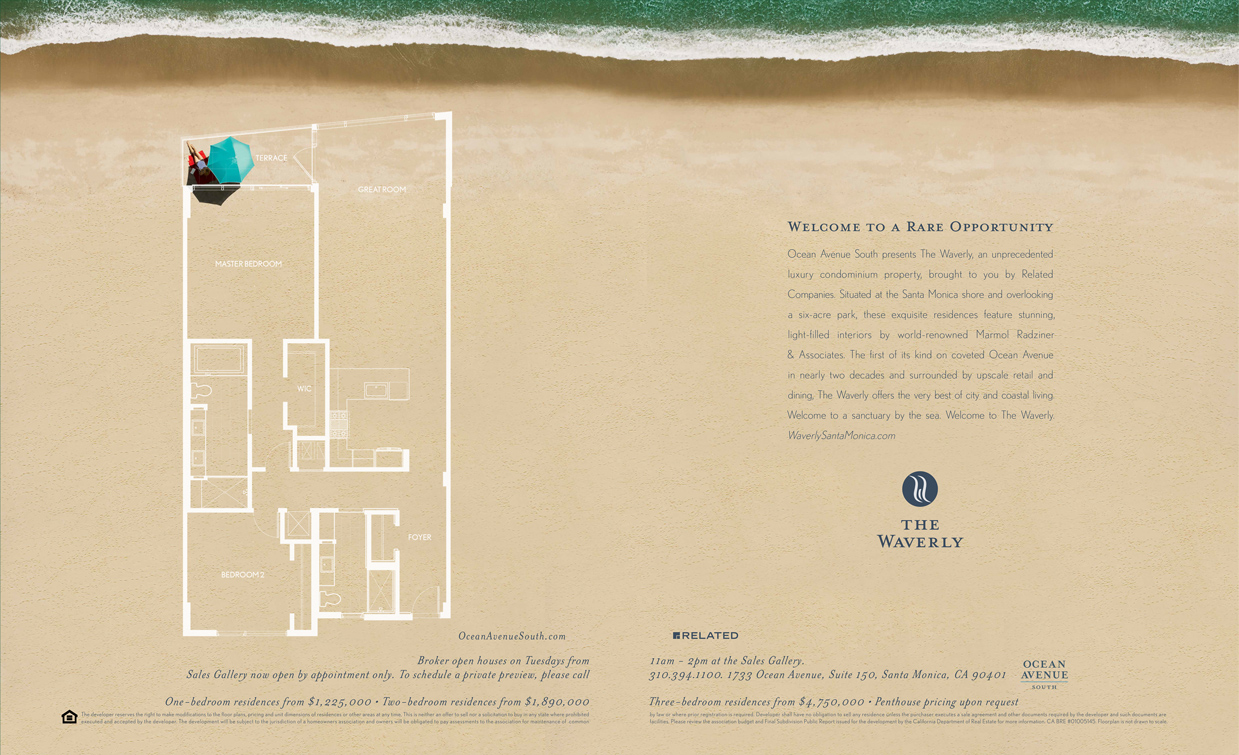 TERRACE
GREAT ROOM
MASTER BEDROOM
WIC
FOYER
BEDROOM 2
Welcome to a Rare Opportunity
Ocean Avenue South presents The Waverly, an unprecedented
luxury condominium property, brought to you by Related
Companies. Situated at the Santa Monica shore and overlooking
a six-acre park, these exquisite residences feature stunning,
light-filled interiors by world-renowned Marmol Radziner
& Associates. The first of its kind on coveted Ocean Avenue
in nearly two decades and surrounded by upscale retail and
dining, The Waverly offers the very best of city and coastal living.
Welcome to a sanctuary by the sea. Welcome to The Waverly.
WaverlySantaMonica.com
THE
WAVERLY
OceanAvenueSouth.com
RELATED
Broker open houses on Tuesdays from 11am - 2pm at the Sales Gallery.
Sales Gallery now open by appointment only. To schedule a private preview, please call 310.394.1100. 1733 Ocean Avenue, Suite 150, Santa Monica, CA 90401
OCEAN
AVENUE
SOUTH
One-bedroom residences from $1,225,000 • Two-bedroom residences from $1,890,000 Three-bedroom residences from $4,750,000 • Penthouse pricing upon request
The developer reserves the right to make modifications to the floor plans, pricing and unit dimensions of residences or other areas at any time. This is neither an offer to sell nor a solicitation to buy in any state where prohibited by law or where prior registration is required. Developer shall have no obligation to sell any residence unless the purchaser executes a sale agreement and other documents required by the developer and such documents are
executed and accepted by the developer. The development will be subject to the jurisdiction of a homeowners association and owners will be obligated to pay assessments to the association for maintenance of common facilities. Please review the association budget and Final Subdivision Public Report issued for the development by the California Department of Real Estate for more information. CA BRE #01005145. Floorplan is not drawn to scale.